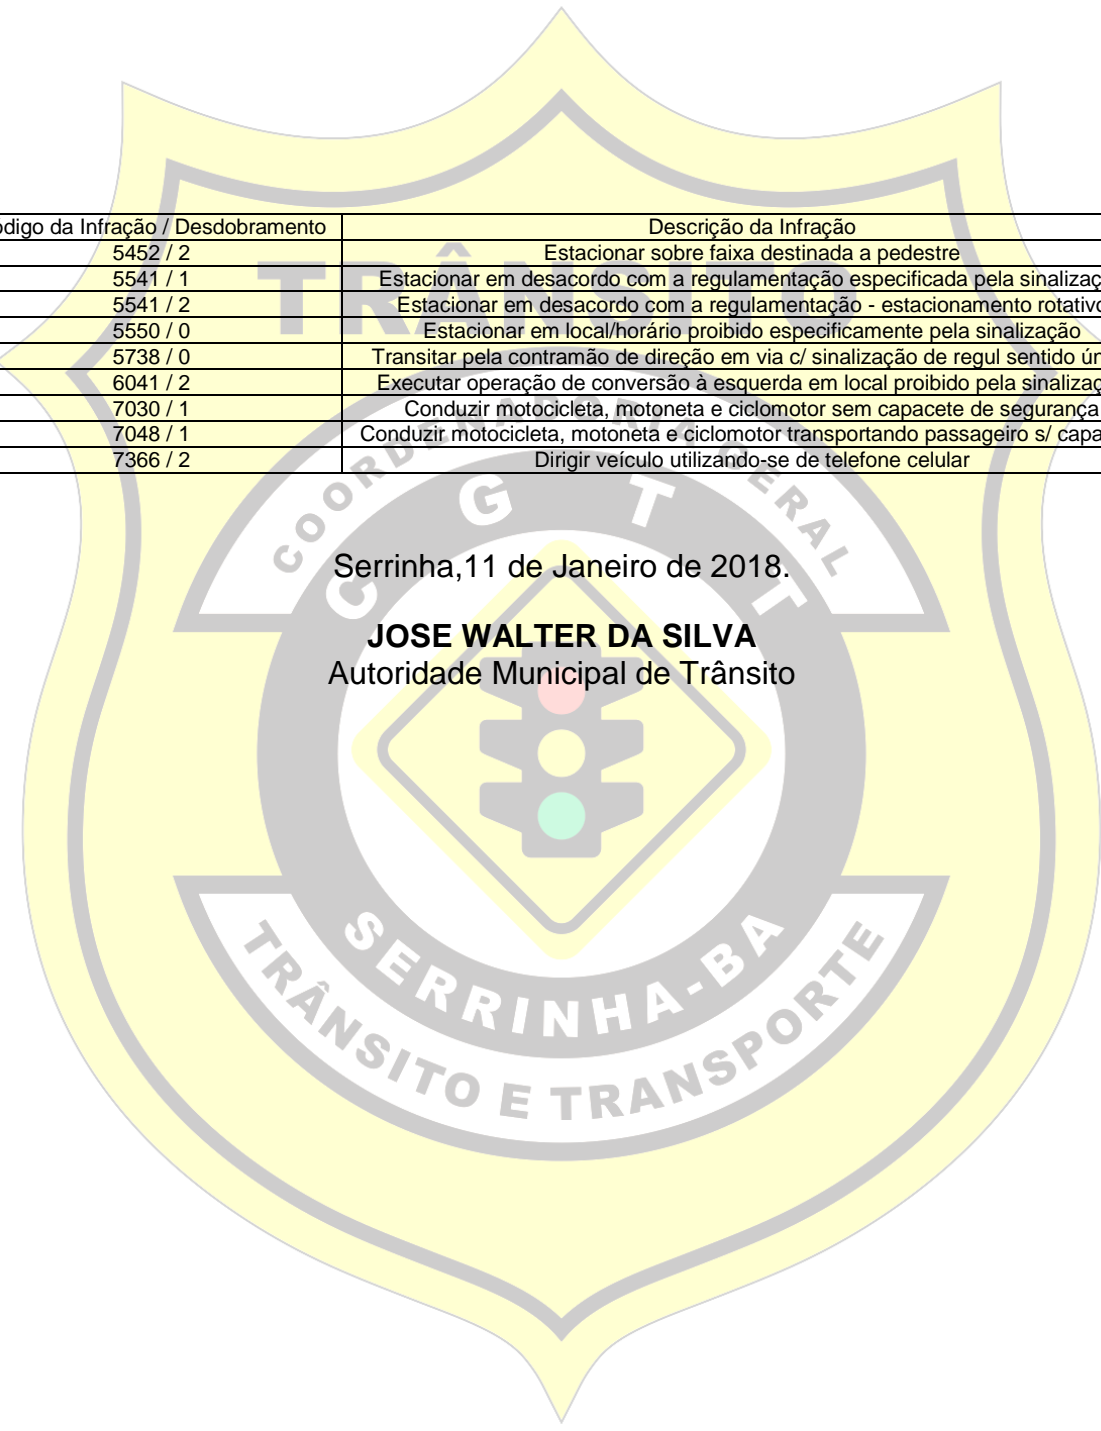 ódigo da Infração / Desdobramento Descrição da Infração
5452 / 2 Estacionar sobre faixa destinada a pedestre
5541 / 1 Estacionar em desacordo com a regulamentação especificada pela sinalizaç
5541 / 2 Estacionar em desacordo com a regulamentação - estacionamento rotativo
5550 / 0 Estacionar em local/horário proibido especificamente pela sinalização
5738 / 0 Transitar pela contramão de direção em via c/ sinalização de regul sentido ún
6041 / 2 Executar operação de conversão à esquerda em local proibido pela sinalizaç
7030 / 1 Conduzir motocicleta, motoneta e ciclomotor sem capacete de segurança
7048 / 1 Conduzir motocicleta, motoneta e ciclomotor transportando passageiro s/ capa
7366 / 2 Dirigir veículo utilizando-se de telefone celular
TRÂNSITO
COORDENADORIA GERAL
C G T T
Serrinha,11 de Janeiro de 2018.
JOSE WALTER DA SILVA
Autoridade Municipal de Trânsito
SERRINHA-BA
TRÂNSITO E TRANSPORTE